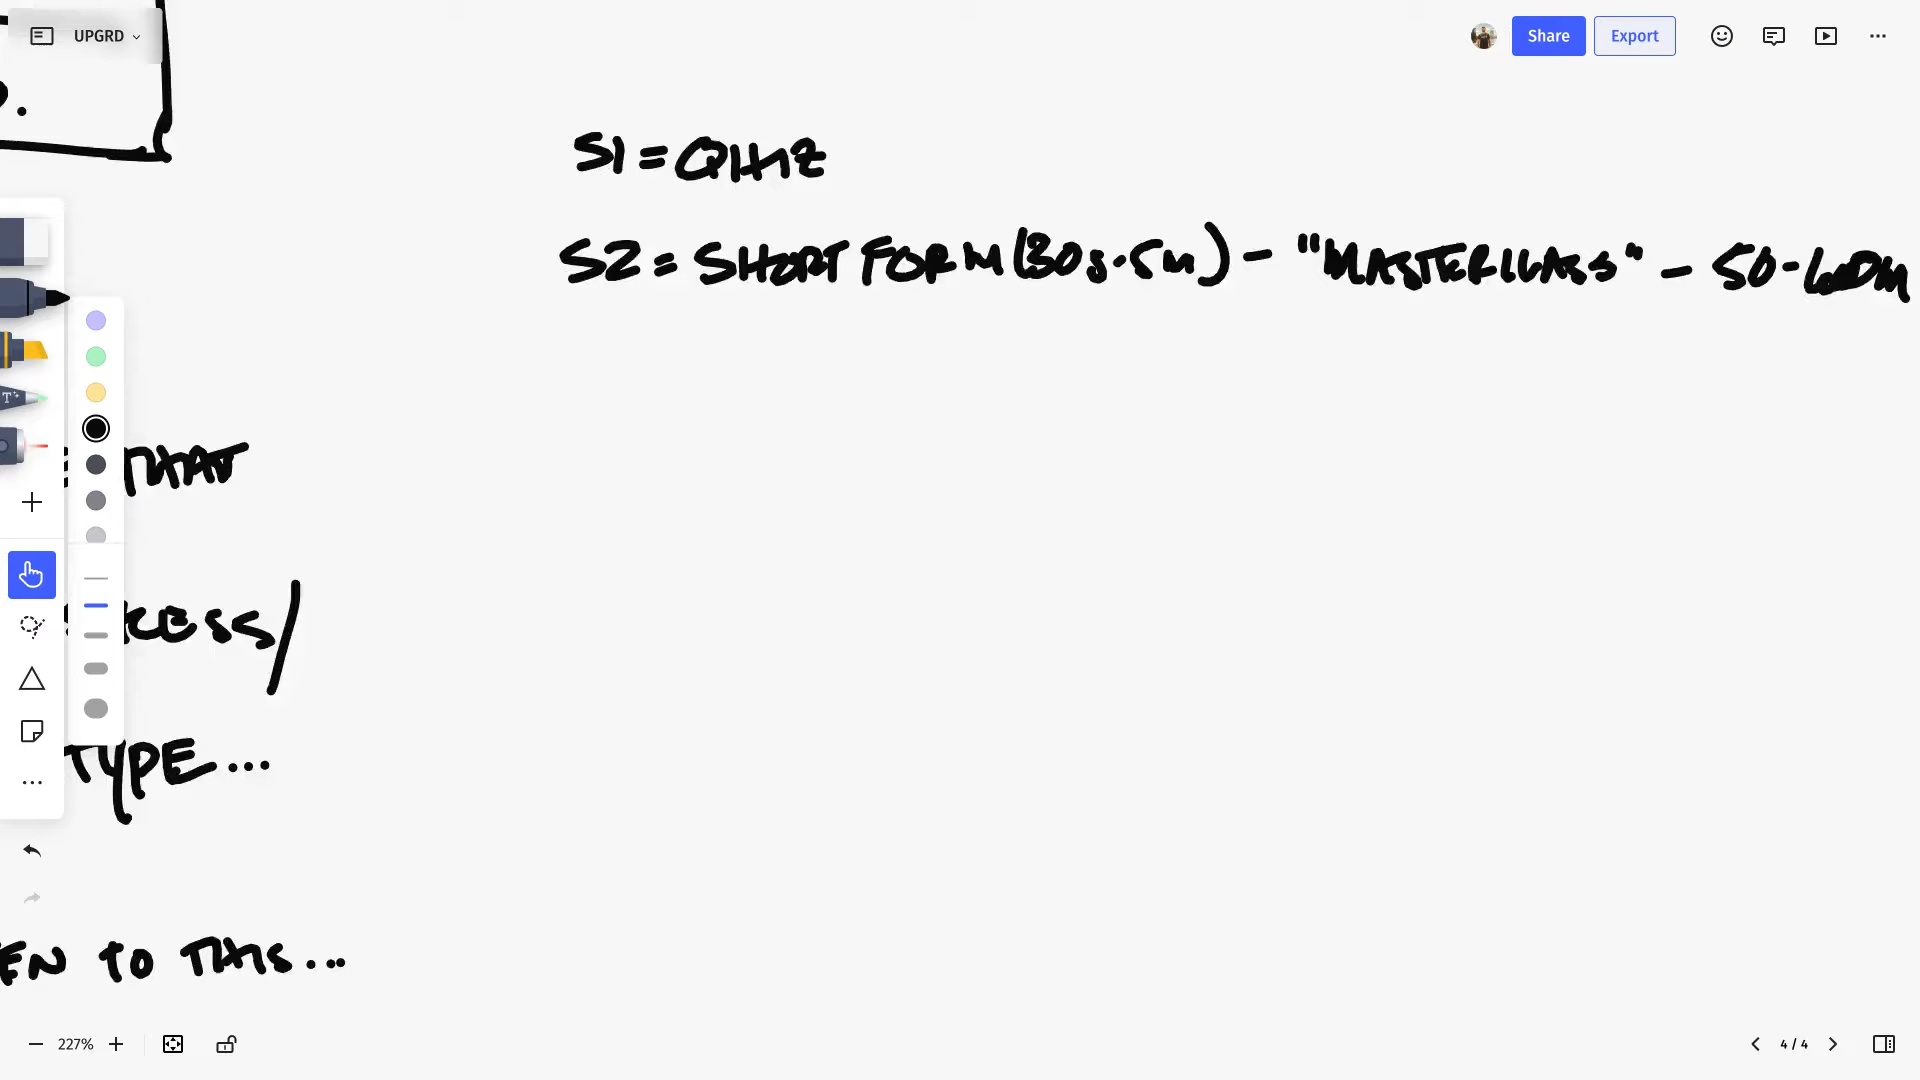 UPGRD
Share
Export
S1 = QUIZ
S2 = SHORT FORM (30s-5m) - "MASTERCLASS" - 50-
THAT
CESS/
TYPE...
EN TO THIS...
227%
4 / 4